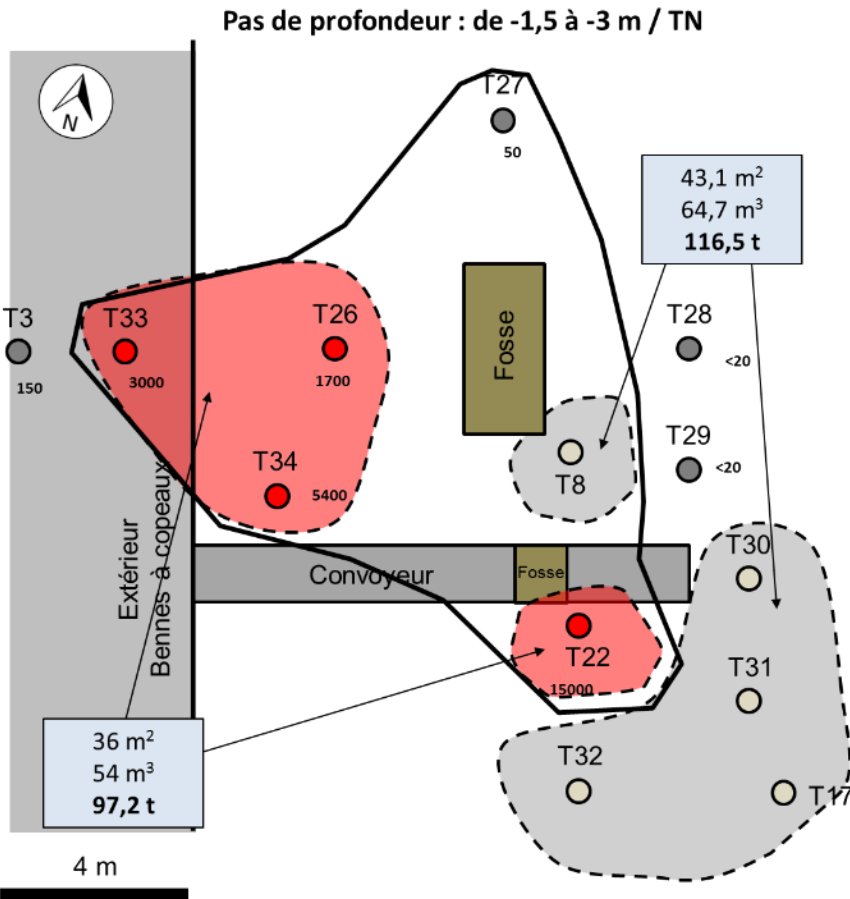 Pas de profondeur : de -1,5 à -3 m / TN
N
T27
50
43,1 m²
64,7 m³
116,5 t
T3
150
T33
3000
T26
1700
Fosse
T28
<20
T34
5400
T8
T29
<20
Extérieur
Bennes à copeaux
Convoyeur
Fosse
T30
T22
15000
T31
36 m²
54 m³
97,2 t
T32
T17
4 m